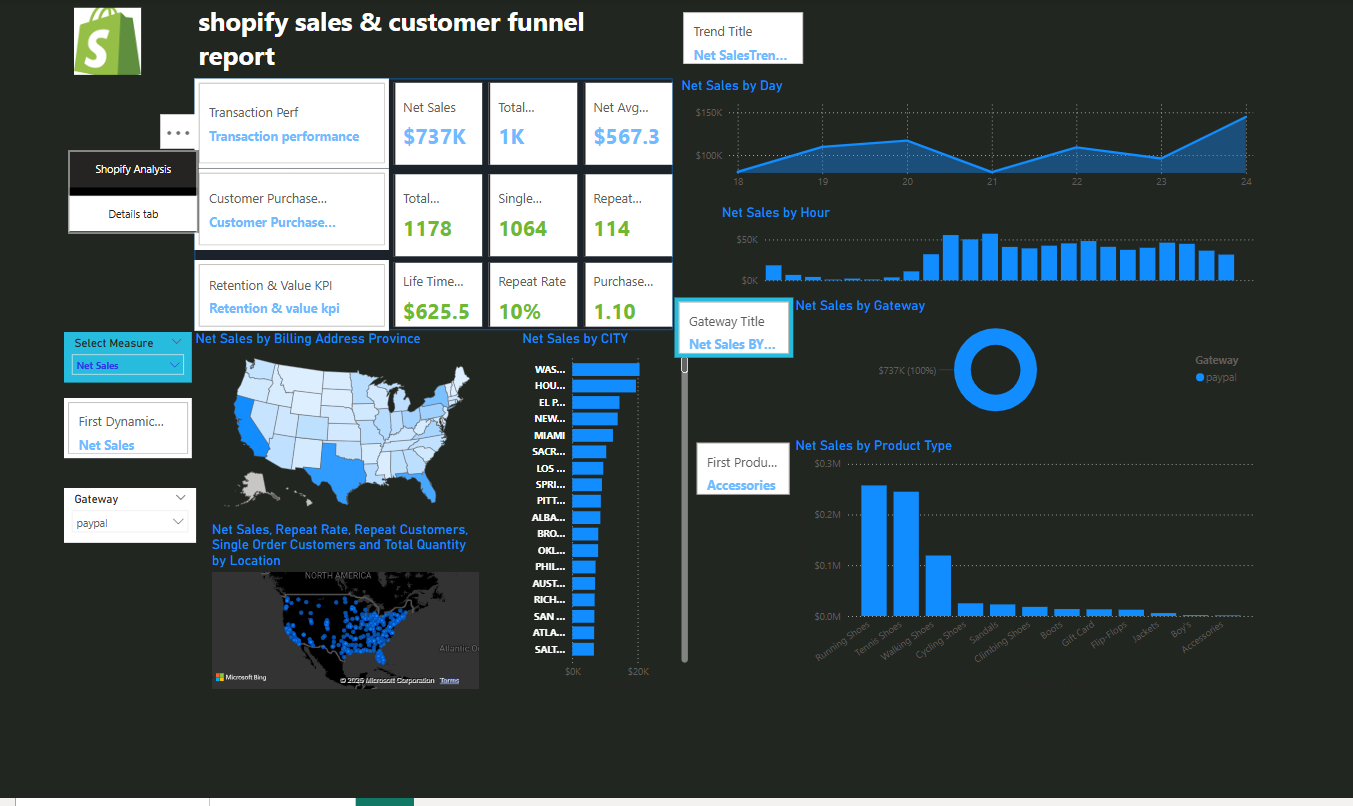 shopify sales & customer funnel
report
Transaction Perf
Transaction performance
Net Sales
$737K
Total...
1K
Net Avg...
$567.3
Shopify Analysis
Details tab
Customer Purchase...
Customer Purchase...
Total...
1178
Single...
1064
Repeat...
114
Retention & Value KPI
Retention & value kpi
Life Time...
$625.5
Repeat Rate
10%
Purchase...
1.10
Select Measure
Net Sales
First Dynamic...
Net Sales
Gateway
paypal
Net Sales by Billing Address Province
Net Sales, Repeat Rate, Repeat Customers,
Single Order Customers and Total Quantity
by Location
NORTH AMERICA
Atlantic O
Microsoft Bing
Microsoft Corporation
Terms
Net Sales by CITY
WAS...
HOU...
EL P...
NEW...
MIAMI
SACR...
LOS ...
SPRI...
PITT...
ALBA...
BRO...
OKL...
PHIL...
AUST...
RICH...
SAN ...
ATLA...
SALT...
$0K
$20K
Trend Title
Net SalesTren...
Net Sales by Day
$150K
$100K
18
19
20
21
22
23
24
Net Sales by Hour
$50K
$0K
Gateway Title
Net Sales BY...
Net Sales by Gateway
$737K (100%)
Gateway
paypal
First Produ...
Accessories
Net Sales by Product Type
$0.3M
$0.2M
$0.1M
$0.0M
Running Shoes
Tennis Shoes
Walking Shoes
Cycling Shoes
Sandals
Climbing Shoes
Boots
Gift Card
Flip-Flops
Jackets
Boy's
Accessories